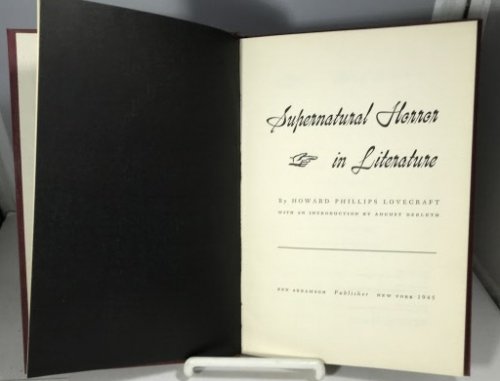 Supernatural Horror
in Literature
By HOWARD PHILLIPS LOVECRAFT
WITH AN INTRODUCTION BY AUGUST DERLETH
BEN ABRAMSON Publisher NEW YORK 1945